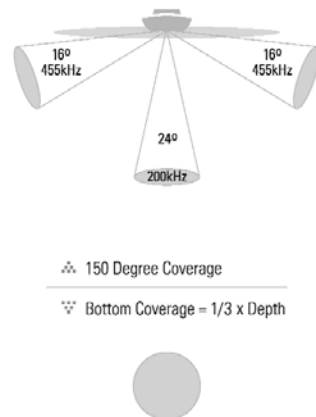 16º
455kHz
16º
455kHz
24º
200kHz
150 Degree Coverage
Bottom Coverage = 1/3 x Depth